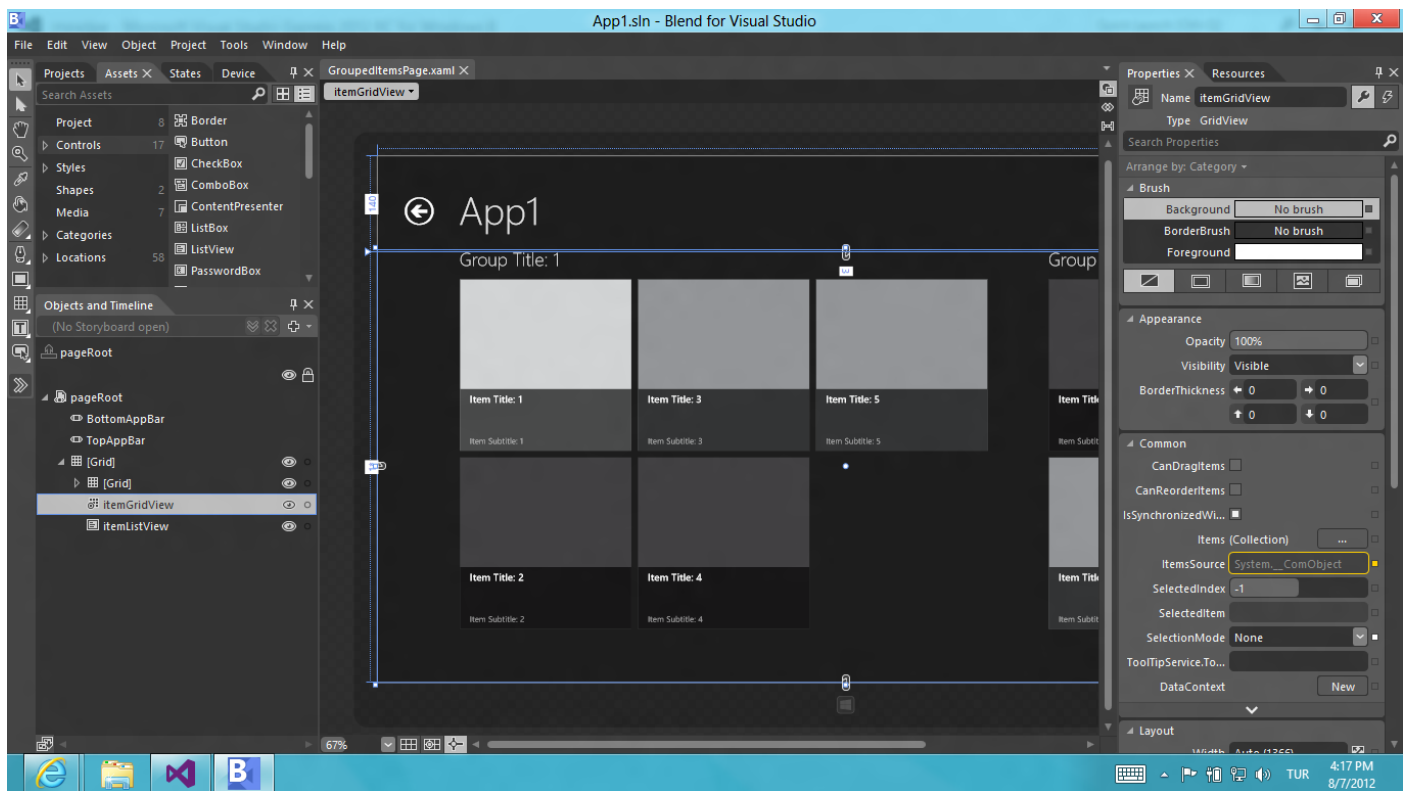 App1.sln - Blend for Visual Studio
File Edit View Object Project Tools Window Help
Projects Assets States Device
Search Assets
Project 8
Controls 17
Styles
Shapes 2
Media 7
Categories
Locations 58
Border
Button
CheckBox
ComboBox
ContentPresenter
ListBox
ListView
PasswordBox
Objects and Timeline
(No Storyboard open)
pageRoot
pageRoot
BottomAppBar
TopAppBar
[Grid]
[Grid]
itemGridView
itemListView
GroupedItemsPage.xaml
itemGridView
140
App1
Group Title: 1
Group
Item Title: 1
Item Subtitle: 1
Item Title: 3
Item Subtitle: 3
Item Title: 5
Item Subtitle: 5
Item Title: 2
Item Subtitle: 2
Item Title: 4
Item Subtitle: 4
67%
Properties Resources
Name itemGridView
Type GridView
Search Properties
Arrange by: Category
Brush
Background No brush
BorderBrush No brush
Foreground
Appearance
Opacity 100%
Visibility Visible
BorderThickness 0 0
0 0
Common
CanDragItems
CanReorderItems
IsSynchronizedWi...
Items (Collection) ...
ItemsSource System.__ComObject
SelectedIndex -1
SelectedItem
SelectionMode None
ToolTipService.To...
DataContext New
Layout
Width Auto (1366)
TUR
4:17 PM
8/7/2012